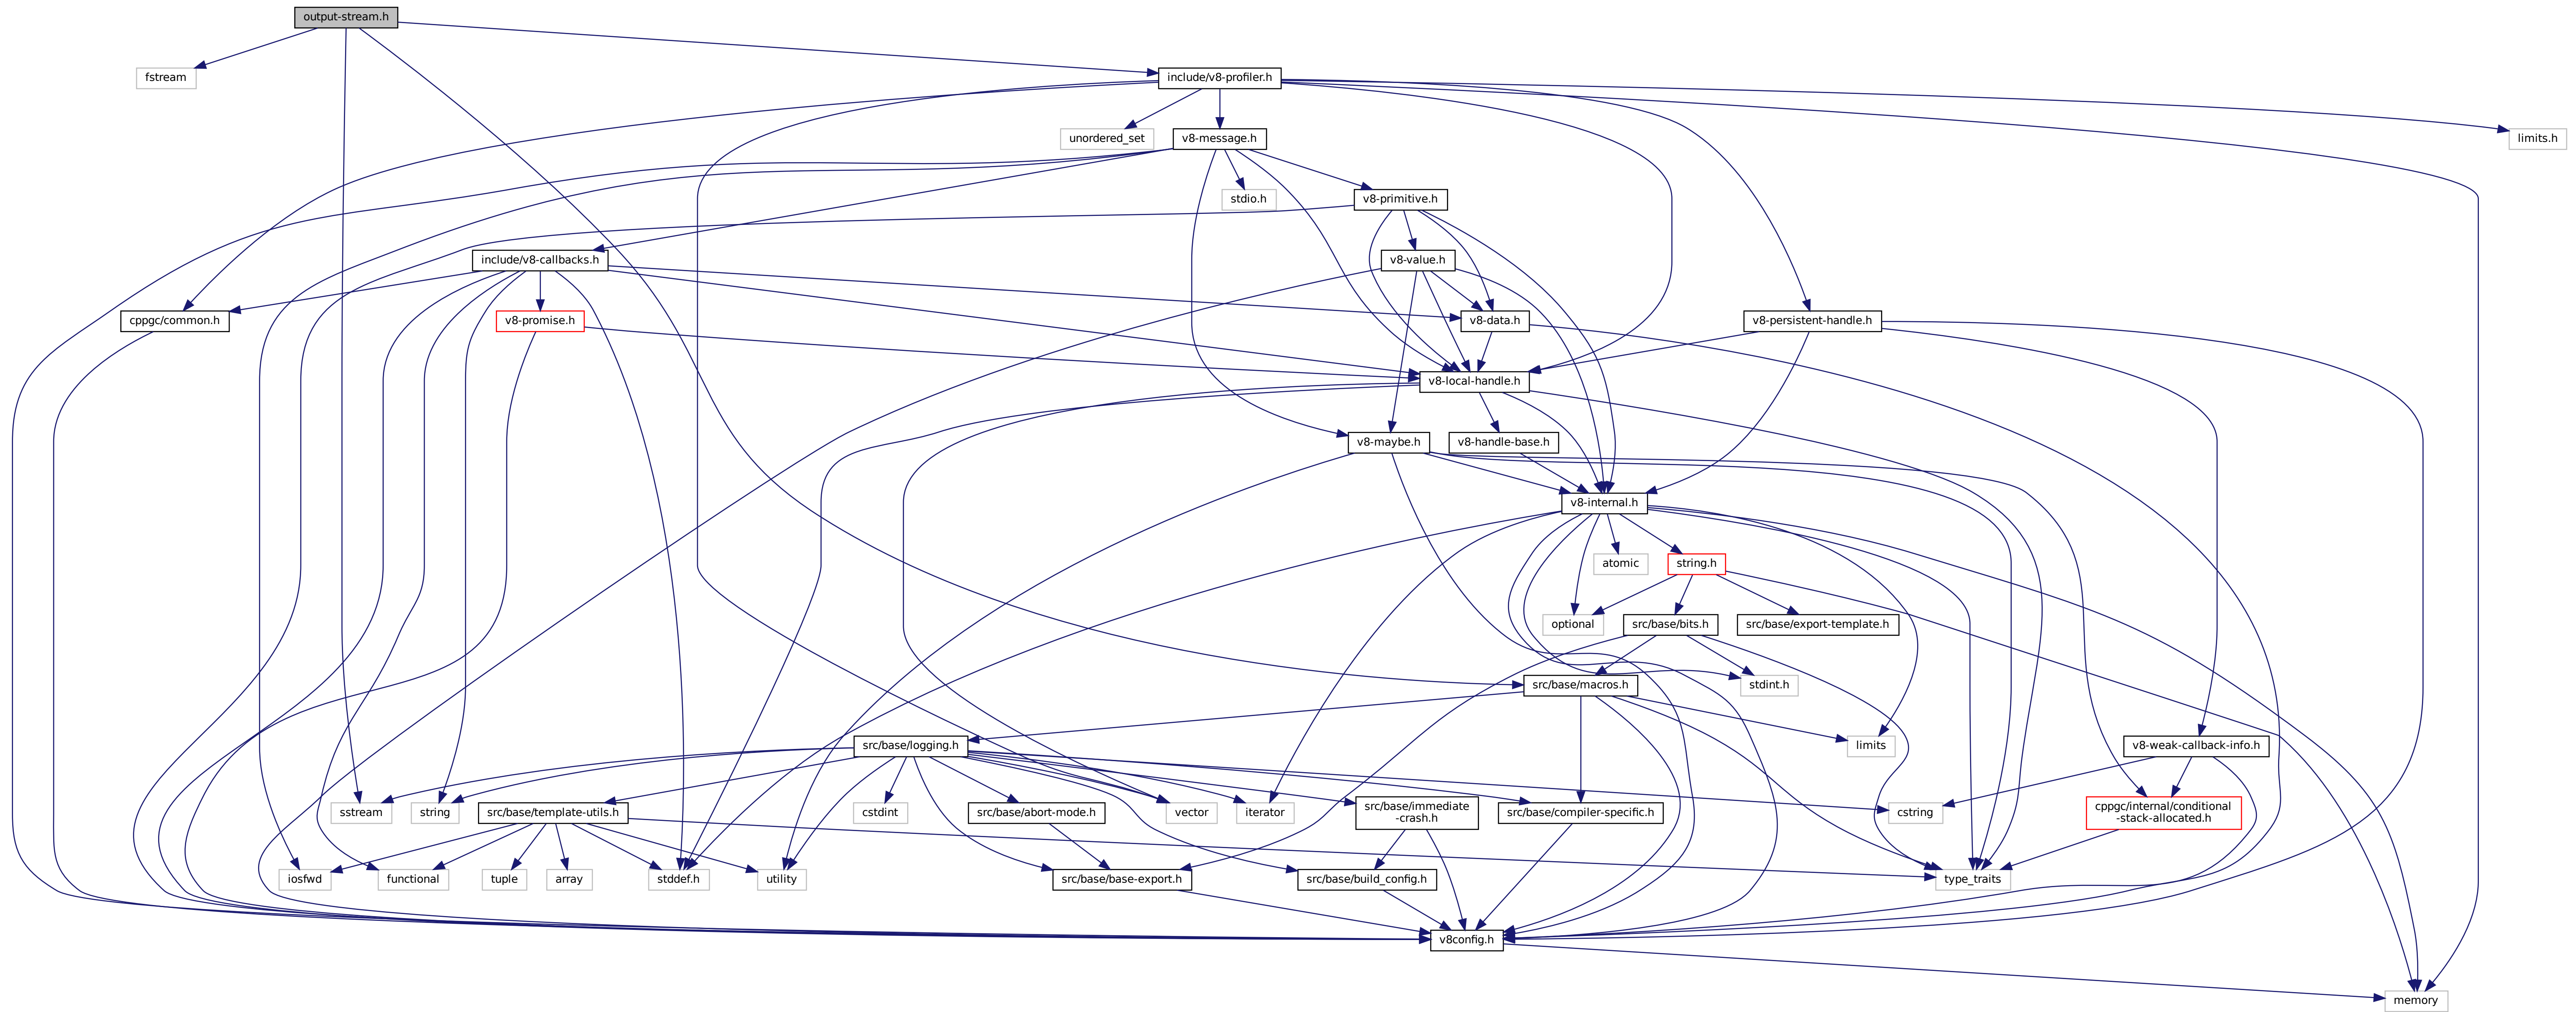 output-stream.h
fstream
include/v8-profiler.h
unordered_set
v8-message.h
limits.h
stdio.h
v8-primitive.h
include/v8-callbacks.h
v8-value.h
cppgc/common.h
v8-promise.h
v8-data.h
v8-persistent-handle.h
v8-local-handle.h
v8-maybe.h
v8-handle-base.h
v8-internal.h
atomic
string.h
optional
src/base/bits.h
src/base/export-template.h
src/base/macros.h
stdint.h
src/base/logging.h
limits
v8-weak-callback-info.h
sstream
string
src/base/template-utils.h
cstdint
src/base/abort-mode.h
vector
iterator
src/base/immediate
-crash.h
src/base/compiler-specific.h
cstring
cppgc/internal/conditional
-stack-allocated.h
iosfwd
functional
tuple
array
stddef.h
utility
src/base/base-export.h
src/base/build_config.h
type_traits
v8config.h
memory